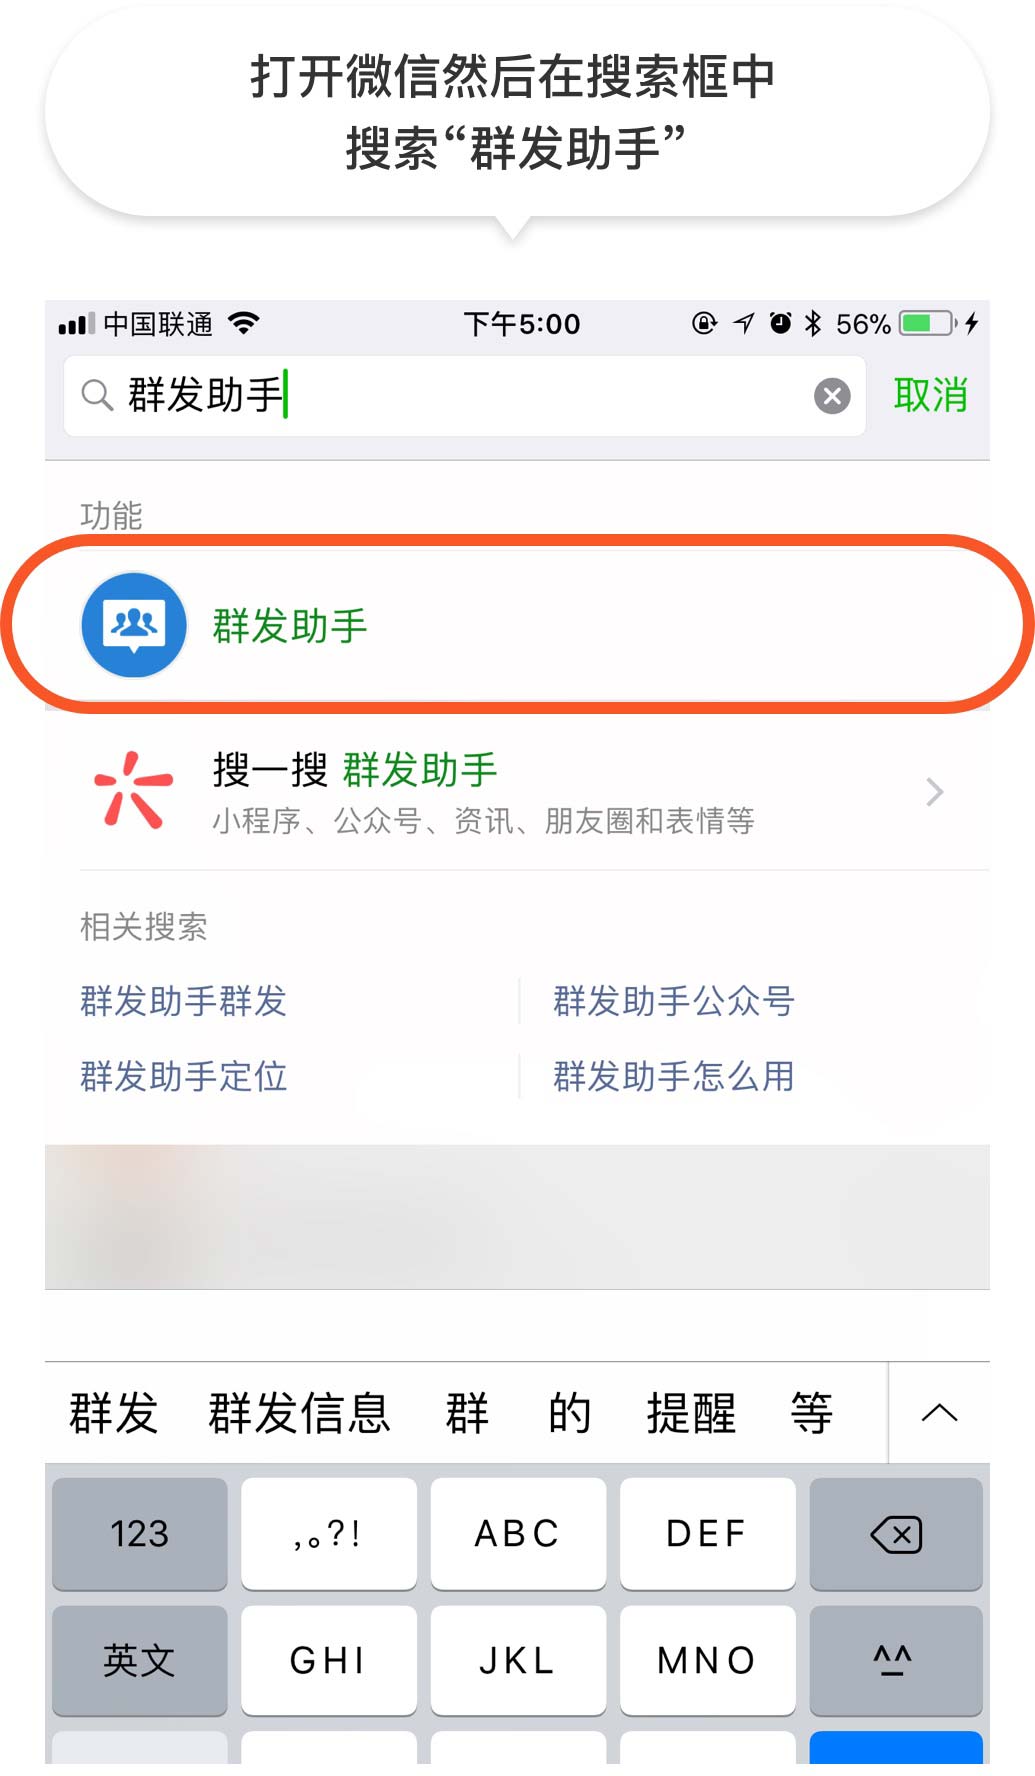 打开微信然后在搜索框中
搜索“群发助手”
中国联通 下午5:00 56%
群发助手 取消
功能
群发助手
搜一搜 群发助手
小程序、公众号、资讯、朋友圈和表情等
相关搜索
群发助手群发 群发助手公众号
群发助手定位 群发助手怎么用
群发 群发信息 群 的 提醒 等
123 ,。?! ABC DEF
英文 GHI JKL MNO ^^